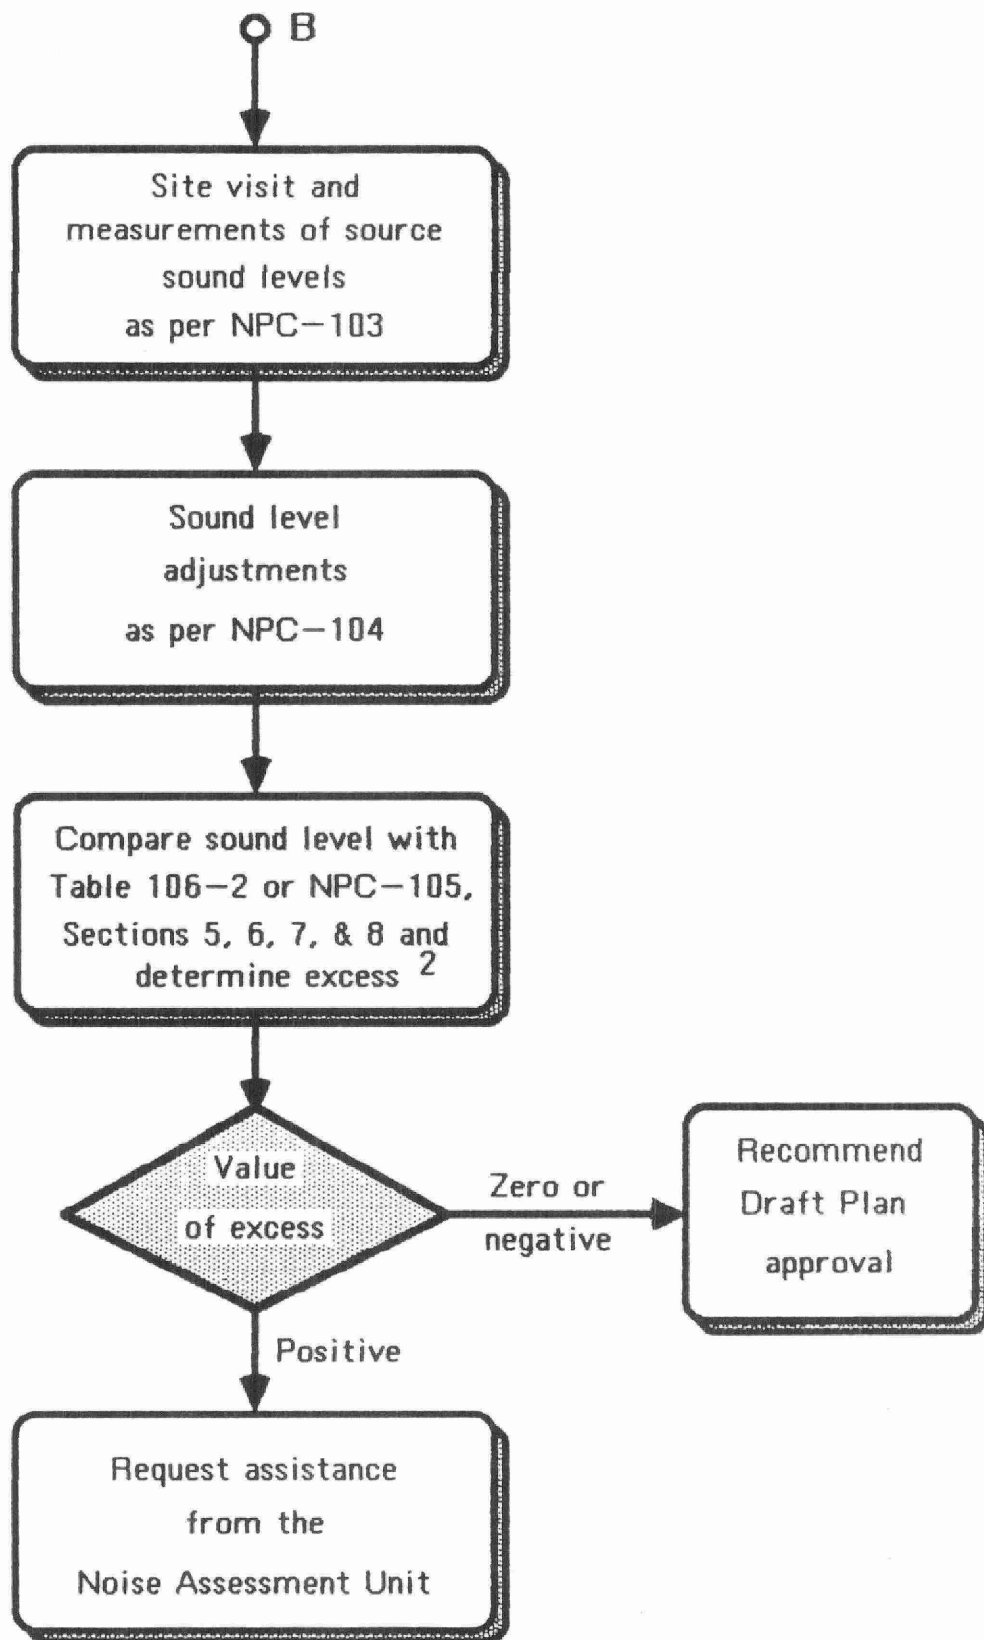 B
Site visit and
measurements of source
sound levels
as per NPC-103
Sound level
adjustments
as per NPC-104
Compare sound level with
Table 106-2 or NPC-105,
Sections 5, 6, 7, & 8 and
determine excess 2
Value
of excess
Zero or
negative
Recommend
Draft Plan
approval
Positive
Request assistance
from the
Noise Assessment Unit